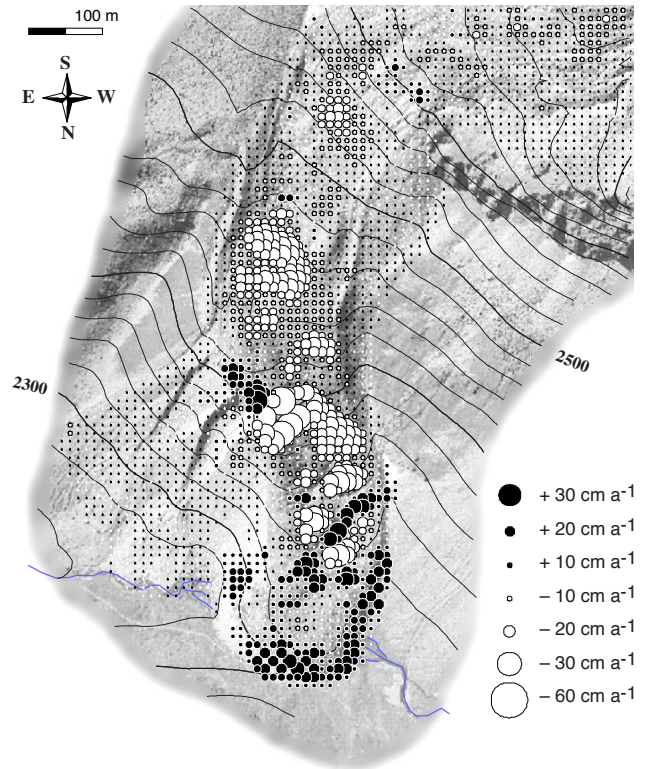 100 m
S
E W
N
2500
2300
+ 30 cm a-1
+ 20 cm a-1
+ 10 cm a-1
– 10 cm a-1
– 20 cm a-1
– 30 cm a-1
– 60 cm a-1